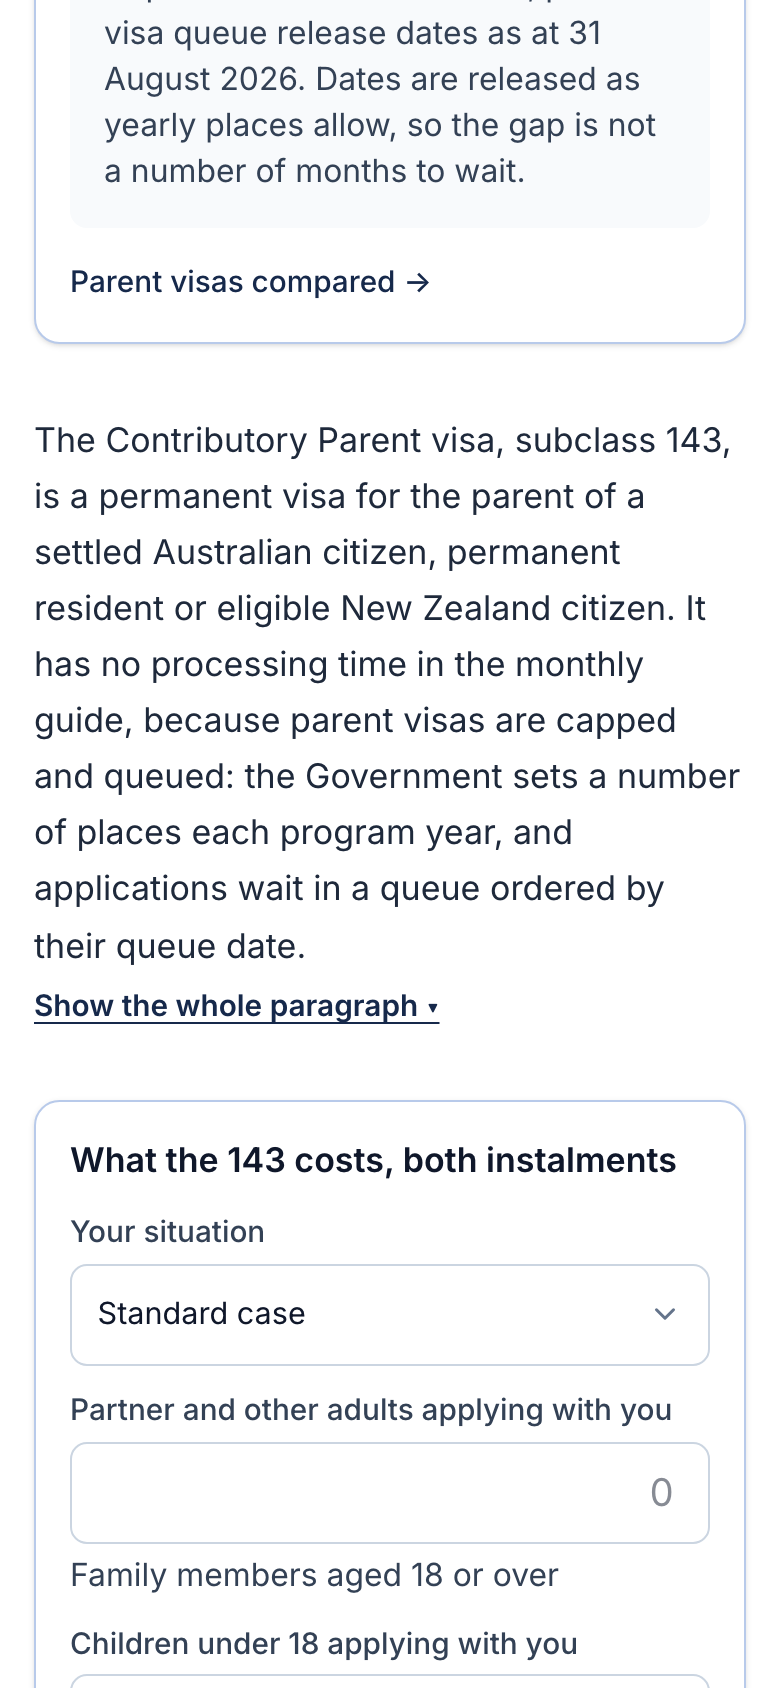 visa queue release dates as at 31
August 2026. Dates are released as
yearly places allow, so the gap is not
a number of months to wait.
Parent visas compared →
The Contributory Parent visa, subclass 143,
is a permanent visa for the parent of a
settled Australian citizen, permanent
resident or eligible New Zealand citizen. It
has no processing time in the monthly
guide, because parent visas are capped
and queued: the Government sets a number
of places each program year, and
applications wait in a queue ordered by
their queue date.
Show the whole paragraph ▾
What the 143 costs, both instalments
Your situation
Standard case
Partner and other adults applying with you
0
Family members aged 18 or over
Children under 18 applying with you